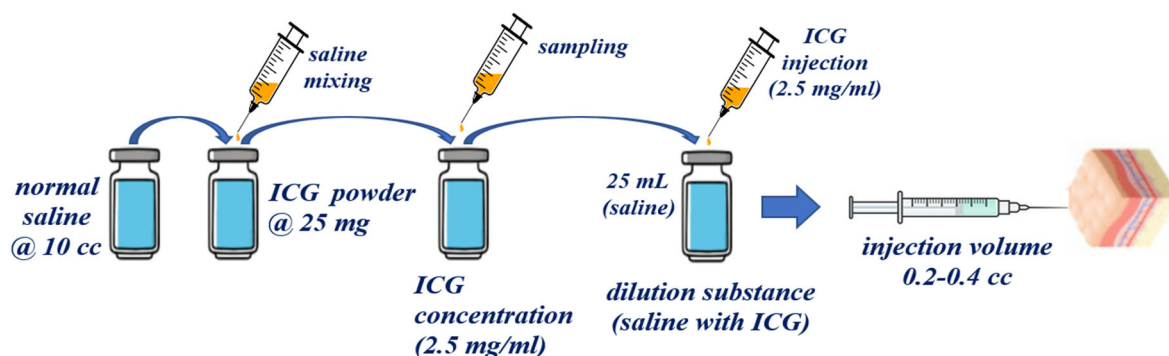 saline
mixing
sampling
ICG
injection
(2.5 mg/ml)
normal
saline
@ 10 cc
ICG powder
@ 25 mg
25 mL
(saline)
ICG
concentration
(2.5 mg/ml)
dilution substance
(saline with ICG)
injection volume
0.2-0.4 cc